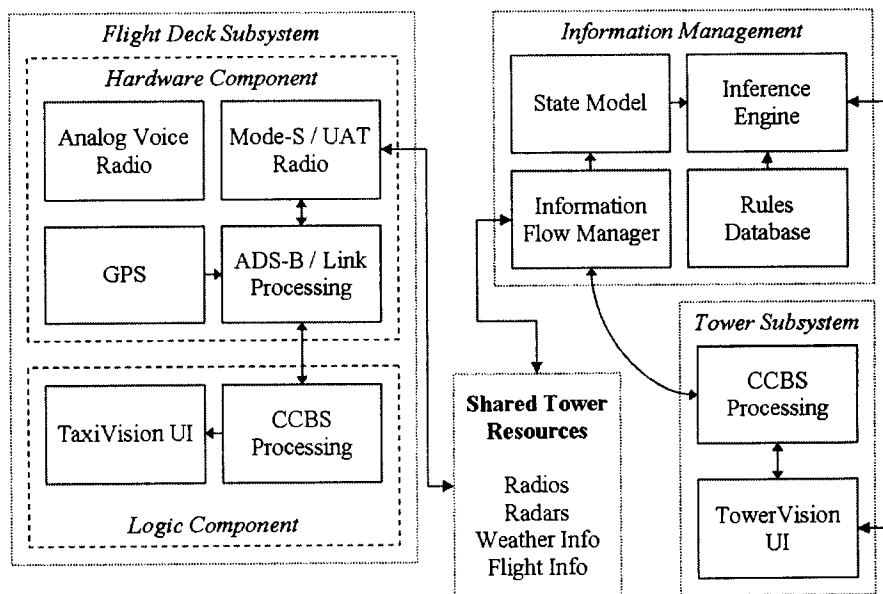 Flight Deck Subsystem
Hardware Component
Analog Voice
Radio
Mode-S / UAT
Radio
GPS
ADS-B / Link
Processing
TaxiVision UI
CCBS
Processing
Logic Component
Information Management
State Model
Inference
Engine
Information
Flow Manager
Rules
Database
Shared Tower
Resources
Radios
Radars
Weather Info
Flight Info
Tower Subsystem
CCBS
Processing
TowerVision
UI